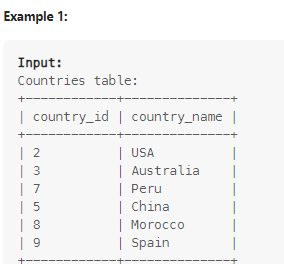 Example 1:
Input:
Countries table:
+------------+--------------+
| country_id | country_name |
+------------+--------------+
| 2          | USA          |
| 3          | Australia    |
| 7          | Peru         |
| 5          | China        |
| 8          | Morocco      |
| 9          | Spain        |
+------------+--------------+